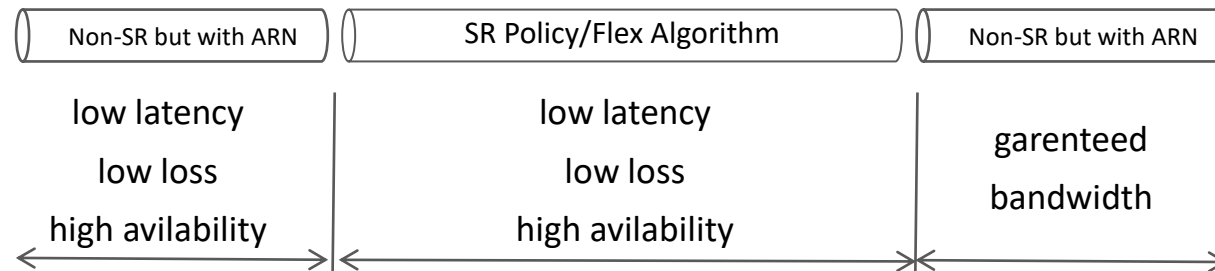 Non-SR but with ARN
SR Policy/Flex Algorithm
Non-SR but with ARN
low latency
low loss
high avilability
low latency
low loss
high avilability
garenteed
bandwidth